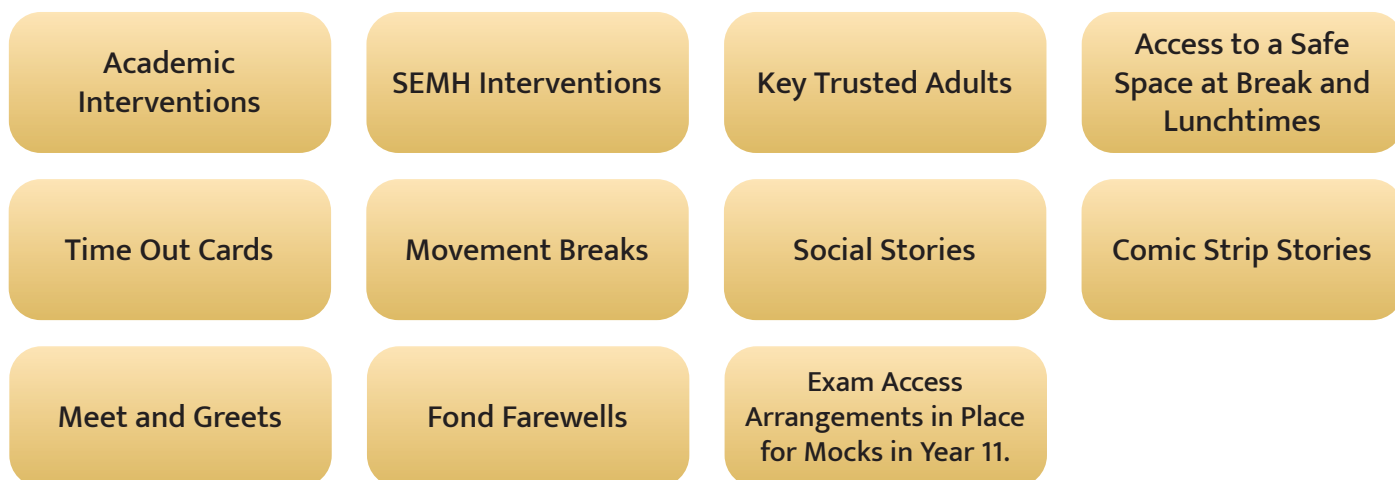 Academic
Interventions
SEMH Interventions
Key Trusted Adults
Access to a Safe
Space at Break and
Lunchtimes
Time Out Cards
Movement Breaks
Social Stories
Comic Strip Stories
Meet and Greets
Fond Farewells
Exam Access
Arrangements in Place
for Mocks in Year 11.